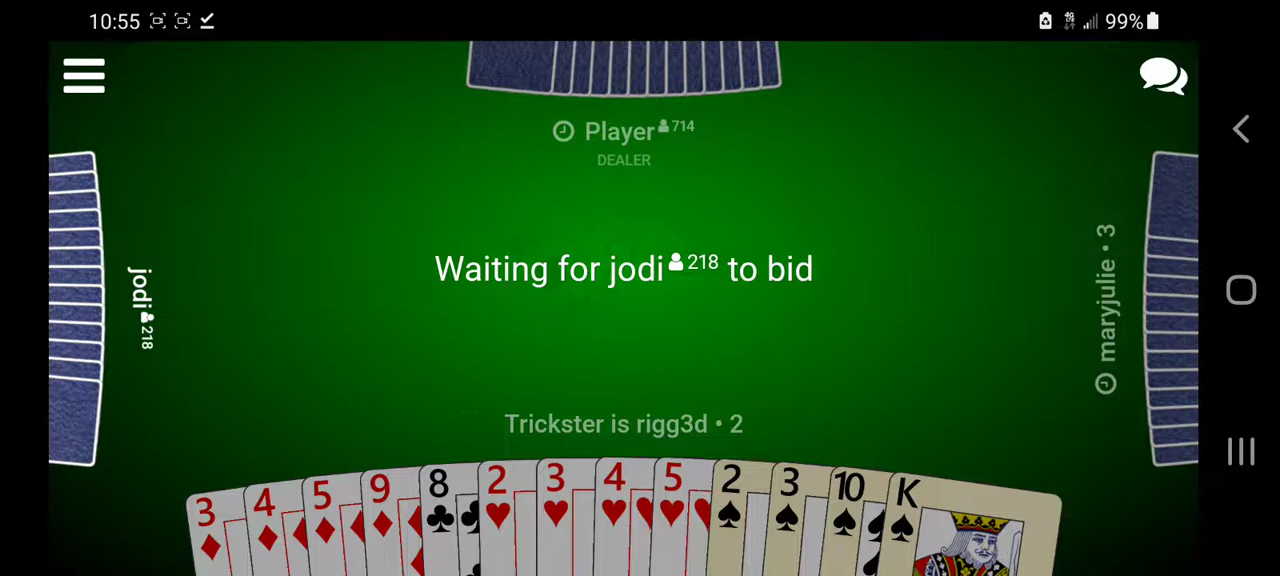 10:55 99%
Player 714
DEALER
jodi 218
Waiting for jodi 218 to bid
maryjulie • 3
Trickster is rigg3d • 2
3 4 5 9 8 2 3 4 5 2 3 10 K